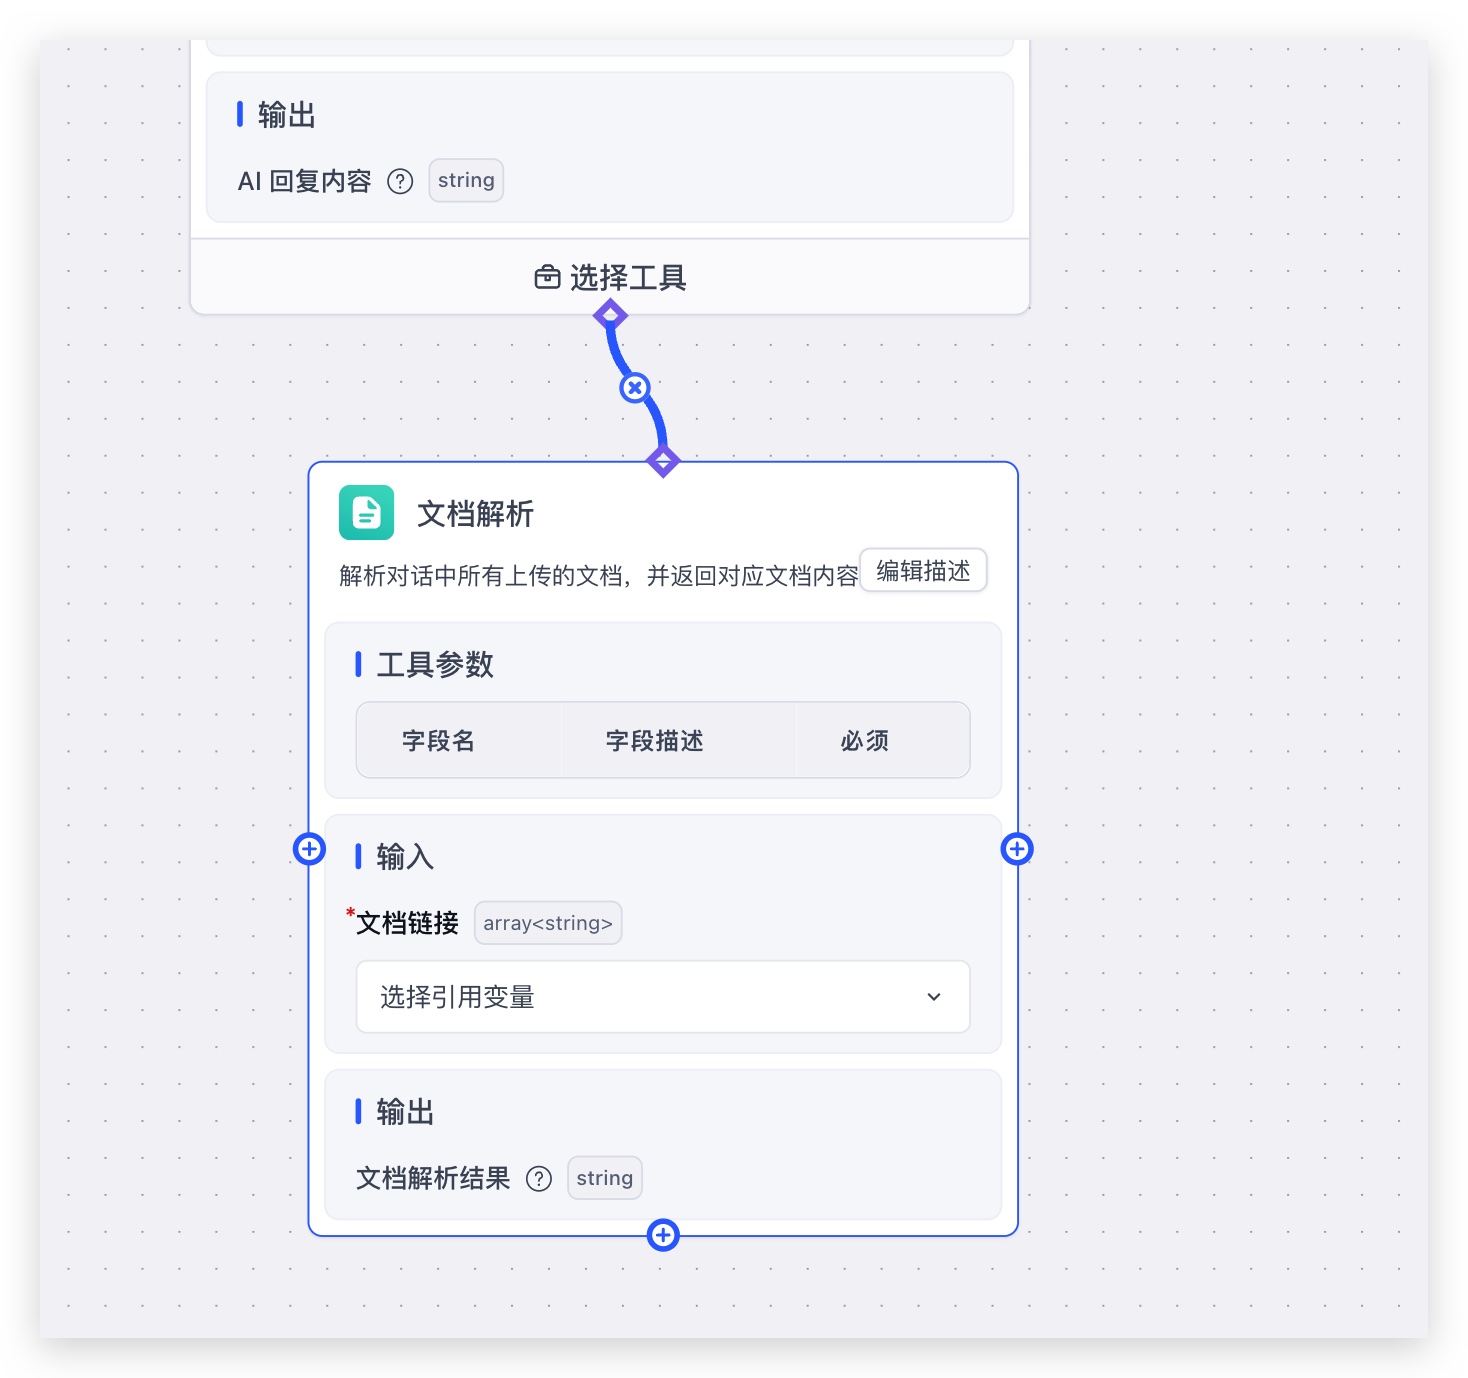 输出
AI 回复内容 string
选择工具
文档解析
解析对话中所有上传的文档，并返回对应文档内容 编辑描述
工具参数
字段名 字段描述 必须
输入
*文档链接 array<string>
选择引用变量
输出
文档解析结果 string